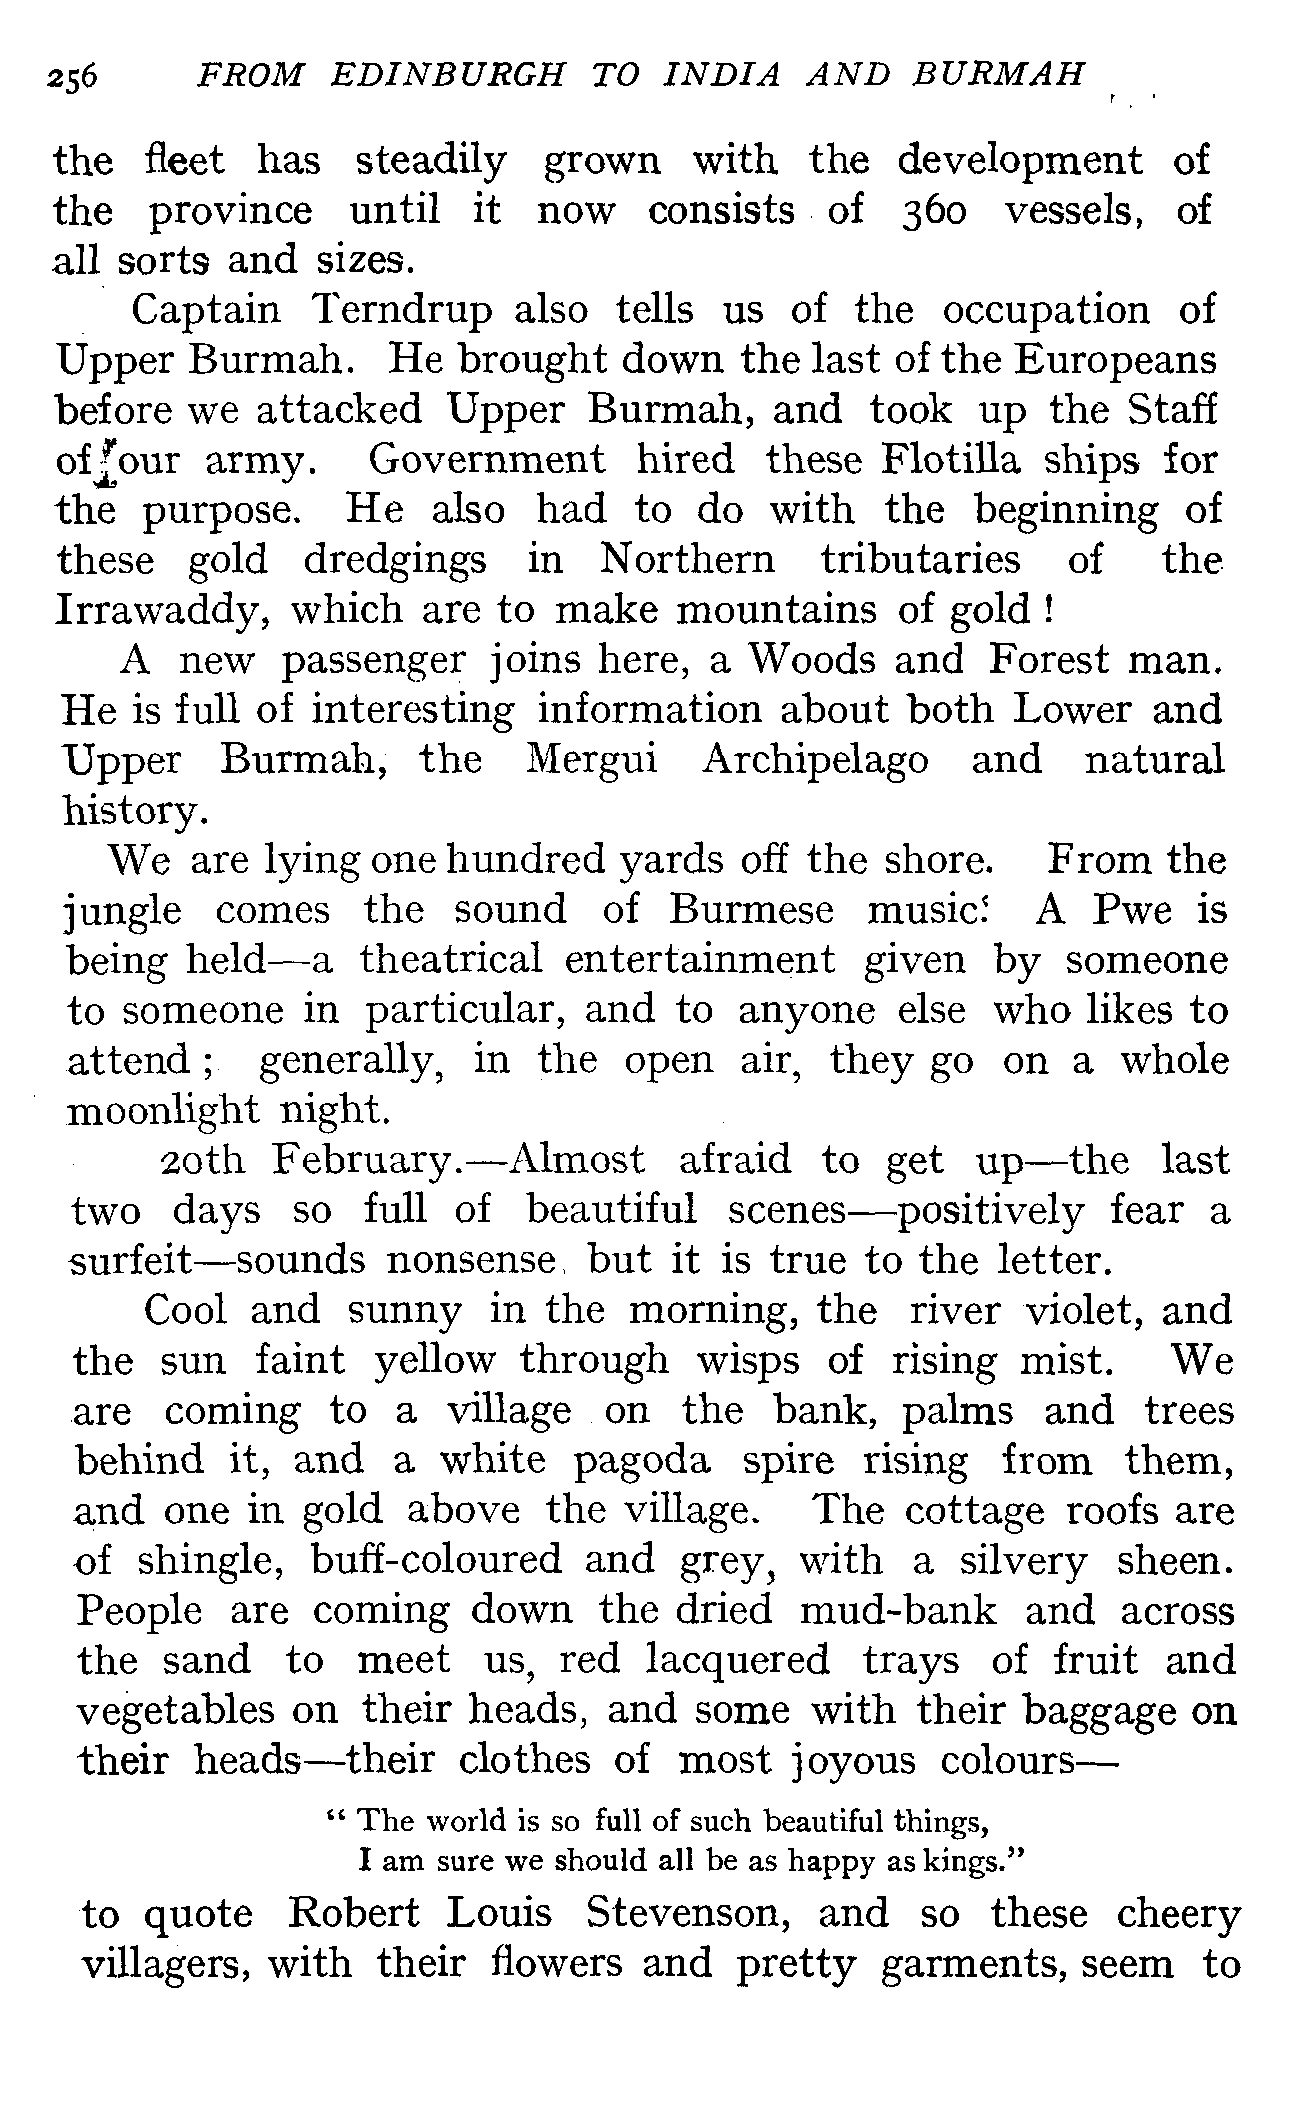 256 FROM EDINBURGH TO INDIA AND BURMAH
the fleet has steadily grown with the development of
the province until it now consists of 360 vessels, of
all sorts and sizes.
Captain Terndrup also tells us of the occupation of
Upper Burmah. He brought down the last of the Europeans
before we attacked Upper Burmah, and took up the Staff
of our army. Government hired these Flotilla ships for
the purpose. He also had to do with the beginning of
these gold dredgings in Northern tributaries of the
Irrawaddy, which are to make mountains of gold !
A new passenger joins here, a Woods and Forest man.
He is full of interesting information about both Lower and
Upper Burmah, the Mergui Archipelago and natural
history.
We are lying one hundred yards off the shore. From the
jungle comes the sound of Burmese music. A Pwe is
being held—a theatrical entertainment given by someone
to someone in particular, and to anyone else who likes to
attend ; generally, in the open air, they go on a whole
moonlight night.
20th February.—Almost afraid to get up—the last
two days so full of beautiful scenes—positively fear a
surfeit—sounds nonsense, but it is true to the letter.
Cool and sunny in the morning, the river violet, and
the sun faint yellow through wisps of rising mist. We
are coming to a village on the bank, palms and trees
behind it, and a white pagoda spire rising from them,
and one in gold above the village. The cottage roofs are
of shingle, buff-coloured and grey, with a silvery sheen.
People are coming down the dried mud-bank and across
the sand to meet us, red lacquered trays of fruit and
vegetables on their heads, and some with their baggage on
their heads—their clothes of most joyous colours—
“ The world is so full of such beautiful things,
I am sure we should all be as happy as kings.”
to quote Robert Louis Stevenson, and so these cheery
villagers, with their flowers and pretty garments, seem to